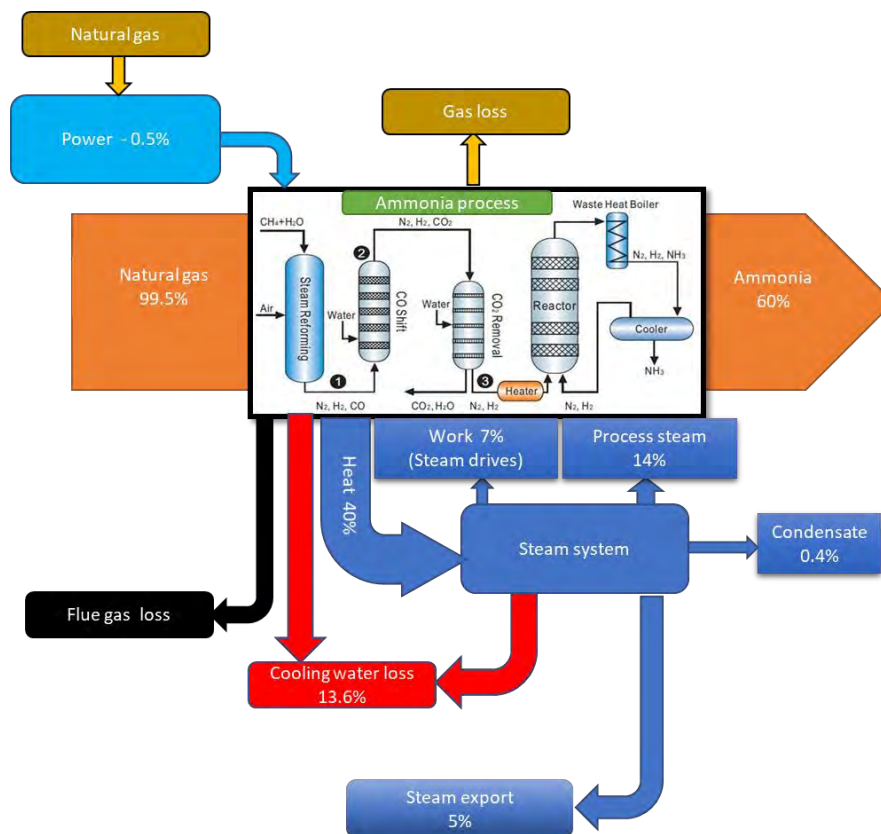 Natural gas
Power - 0.5%
Gas loss
Ammonia process
Natural gas
99.5%
CH₄+H₂O
Air
Steam Reforming
❶
N₂, H₂, CO
❷
N₂, H₂, CO₂
Water
CO Shift
Water
CO₂ Removal
CO₂, H₂O
❸
N₂, H₂
Heater
Reactor
Waste Heat Boiler
N₂, H₂, NH₃
Cooler
NH₃
N₂, H₂
Ammonia
60%
Heat 40%
Work 7%
(Steam drives)
Process steam
14%
Steam system
Condensate
0.4%
Flue gas loss
Cooling water loss
13.6%
Steam export
5%